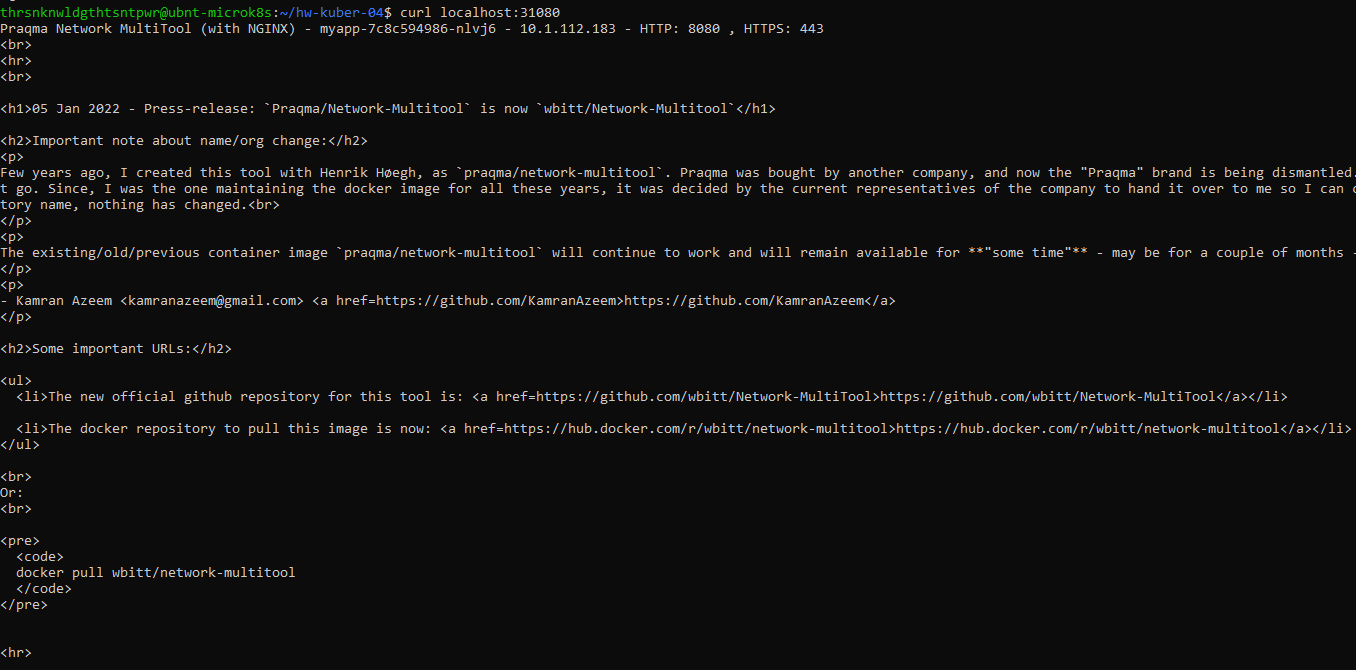 thrsnknwldgthtsntpwr@ubnt-microk8s:~/hw-kuber-04$ curl localhost:31080
Praqma Network MultiTool (with NGINX) - myapp-7c8c594986-nlvj6 - 10.1.112.183 - HTTP: 8080 , HTTPS: 443
<br>
<hr>
<br>
<h1>05 Jan 2022 - Press-release: `Praqma/Network-Multitool` is now `wbitt/Network-Multitool`</h1>
<h2>Important note about name/org change:</h2>
<p>
Few years ago, I created this tool with Henrik Høegh, as `praqma/network-multitool`. Praqma was bought by another company, and now the "Praqma" brand is being dismantled.
t go. Since, I was the one maintaining the docker image for all these years, it was decided by the current representatives of the company to hand it over to me so I can
tory name, nothing has changed.<br>
</p>
<p>
The existing/old/previous container image `praqma/network-multitool` will continue to work and will remain available for **"some time"** - may be for a couple of months -
</p>
<p>
- Kamran Azeem <kamranazeem@gmail.com> <a href=https://github.com/KamranAzeem>https://github.com/KamranAzeem</a>
</p>
<h2>Some important URLs:</h2>
<ul>
<li>The new official github repository for this tool is: <a href=https://github.com/wbitt/Network-MultiTool>https://github.com/wbitt/Network-MultiTool</a></li>
<li>The docker repository to pull this image is now: <a href=https://hub.docker.com/r/wbitt/network-multitool>https://hub.docker.com/r/wbitt/network-multitool</a></li>
</ul>
<br>
Or:
<br>
<pre>
<code>
docker pull wbitt/network-multitool
</code>
</pre>
<hr>